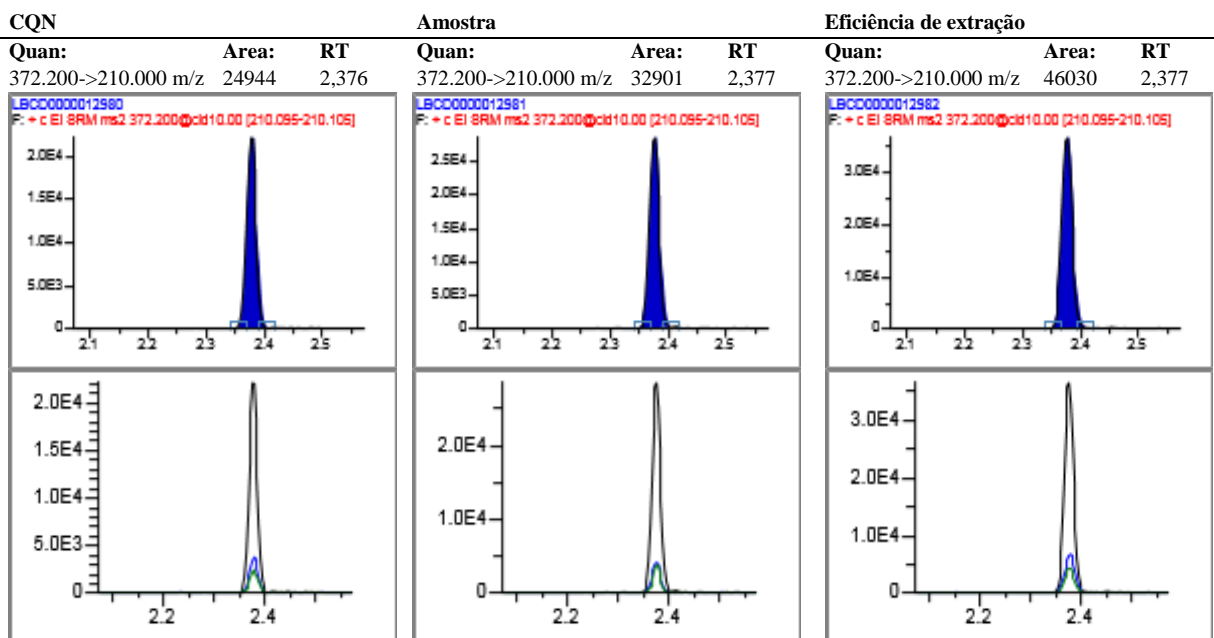 CQN Amostra Eficiência de extração
Quan: Area: RT Quan: Area: RT Quan: Area: RT
372.200->210.000 m/z 24944 2,376 372.200->210.000 m/z 32901 2,377 372.200->210.000 m/z 46030 2,377
LBCD0000012980 LBCD0000012981 LBCD0000012982
F: + c EI SRM ms2 372.200@cid10.00 [210.095-210.105] F: + c EI SRM ms2 372.200@cid10.00 [210.095-210.105] F: + c EI SRM ms2 372.200@cid10.00 [210.095-210.105]
2.0E4 2.5E4 3.0E4
1.5E4 2.0E4 2.0E4
1.0E4 1.5E4 1.0E4
5.0E3 1.0E4 0
0 5.0E3
0
2.1 2.2 2.3 2.4 2.5 2.1 2.2 2.3 2.4 2.5 2.1 2.2 2.3 2.4 2.5
2.0E4 2.0E4 3.0E4
1.5E4 1.0E4 2.0E4
1.0E4 0 1.0E4
5.0E3 0
0
2.2 2.4 2.2 2.4 2.2 2.4